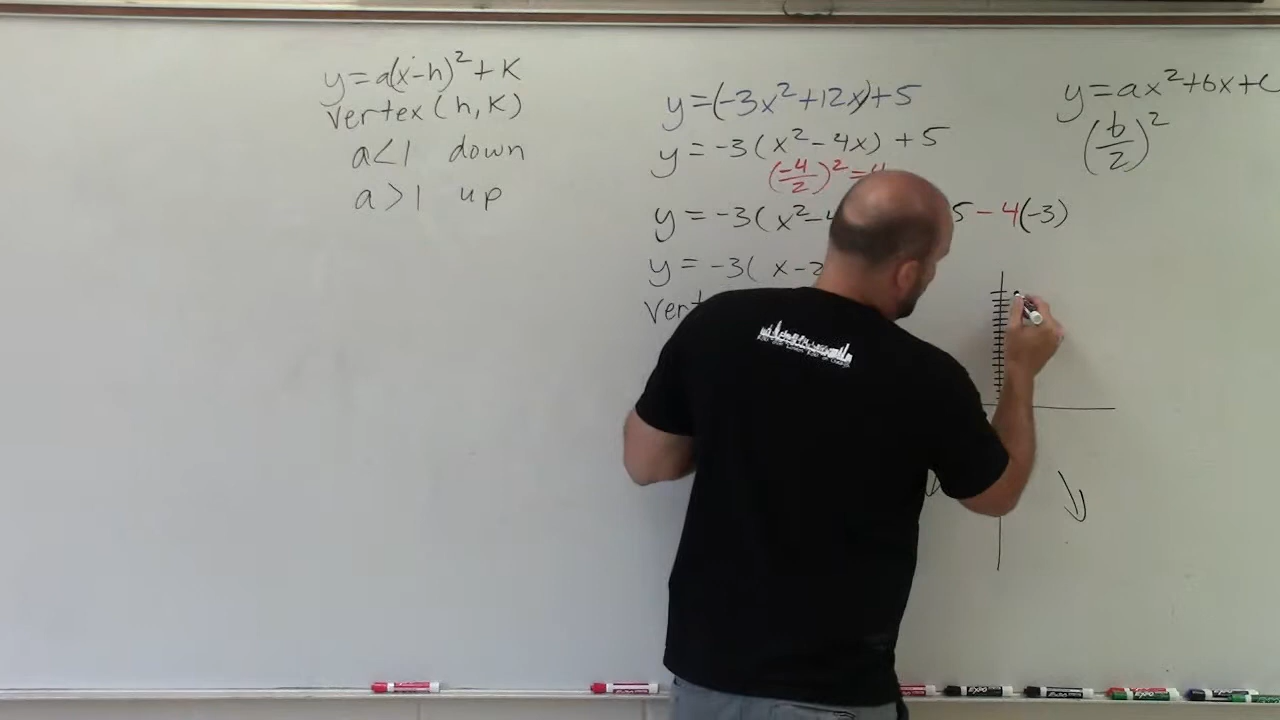 y=a(x-h)²+K
vertex (h,K)
a<1 down
a>1 up
y=(-3x²+12x)+5
y=-3(x²-4x)+5
(-4/2)²=4
y=-3(x²-4
5-4(-3)
y=-3(x-2
vert
y=ax²+bx+c
(b/2)²